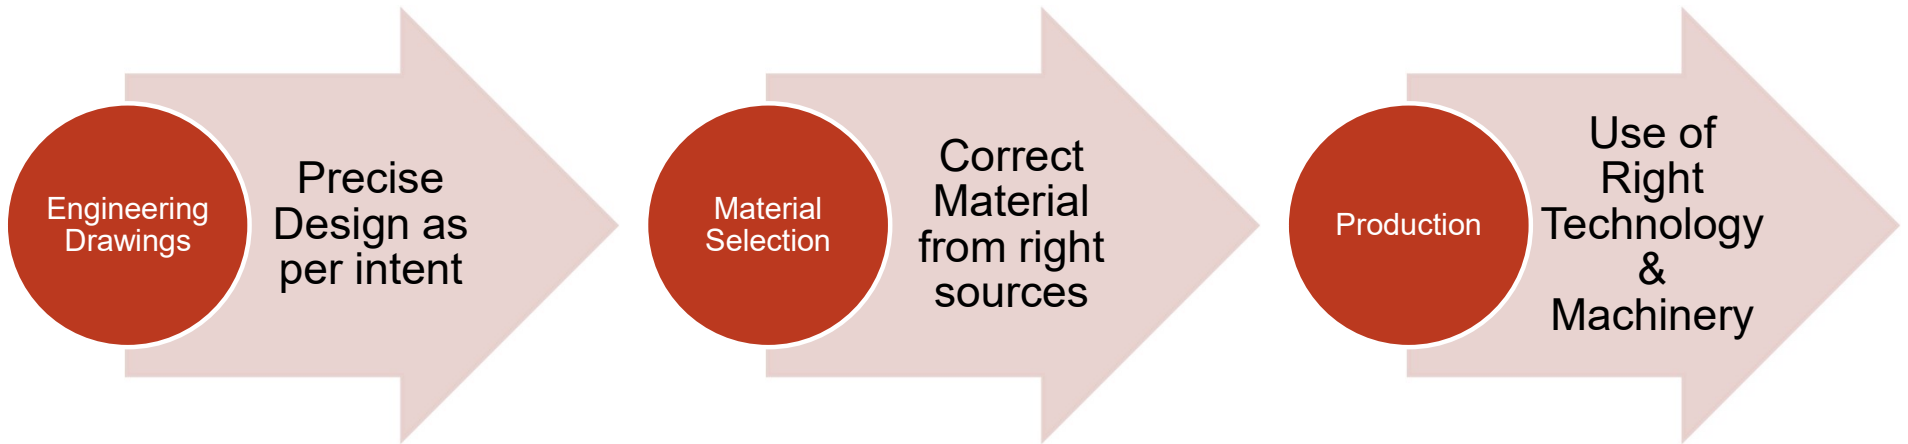 Engineering
Drawings
Precise
Design as
per intent
Material
Selection
Correct
Material
from right
sources
Production
Use of
Right
Technology
&
Machinery